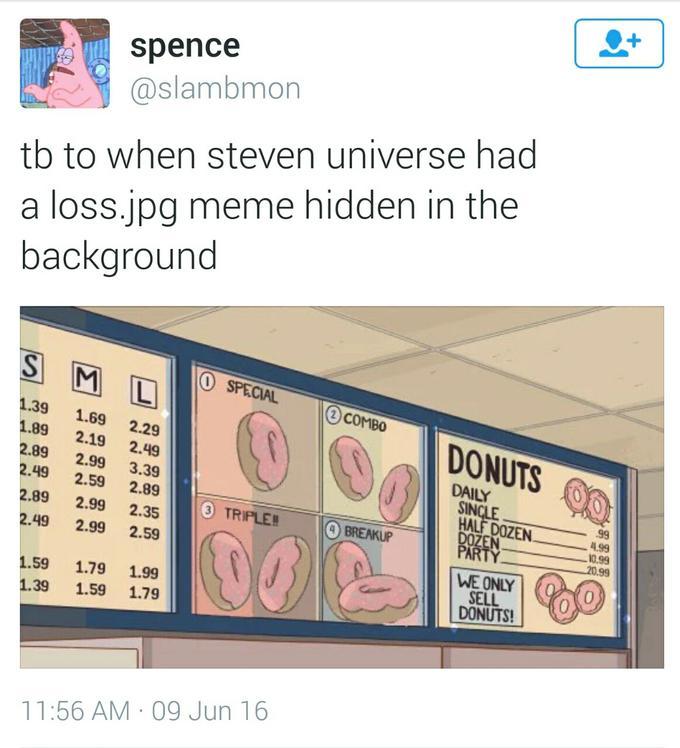 spence
@slambmon
tb to when steven universe had
a loss.jpg meme hidden in the
background
S M L
1.39 1.69 2.29
1.89 2.19 2.49
2.89 2.99 3.39
2.49 2.59 2.89
2.89 2.99 2.35
2.49 2.99 2.59
1.59 1.79 1.99
1.39 1.59 1.79
1 SPECIAL
2 COMBO
3 TRIPLE!!
4 BREAKUP
DONUTS
DAILY
SINGLE .99
HALF DOZEN 4.99
DOZEN 10.99
PARTY 20.99
WE ONLY
SELL
DONUTS!
11:56 AM · 09 Jun 16